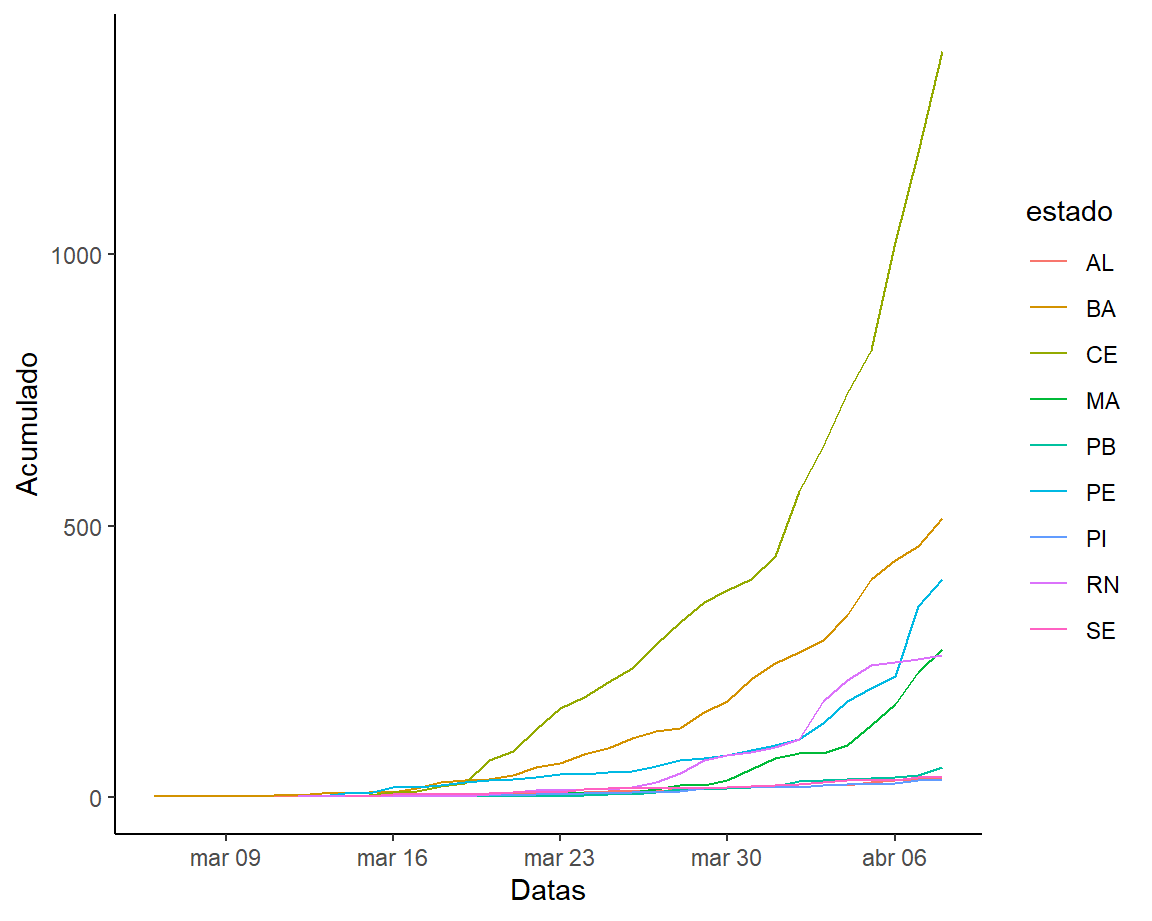 Acumulado
1000
500
0
mar 09
mar 16
mar 23
mar 30
abr 06
Datas
estado
AL
BA
CE
MA
PB
PE
PI
RN
SE